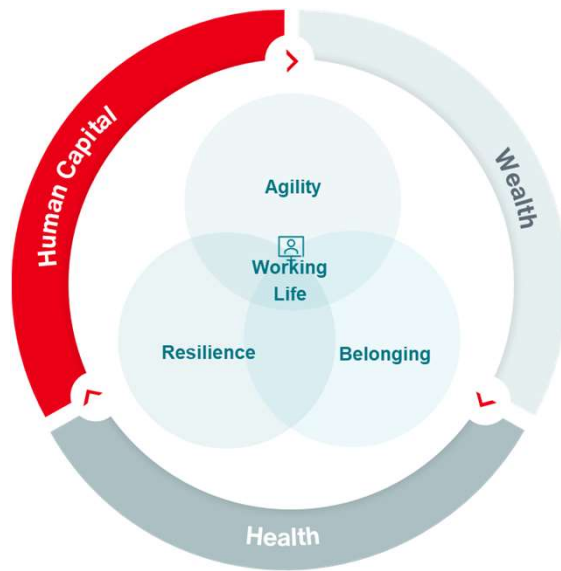 Human Capital
Wealth
Agility
Working
Life
Resilience
Belonging
Health